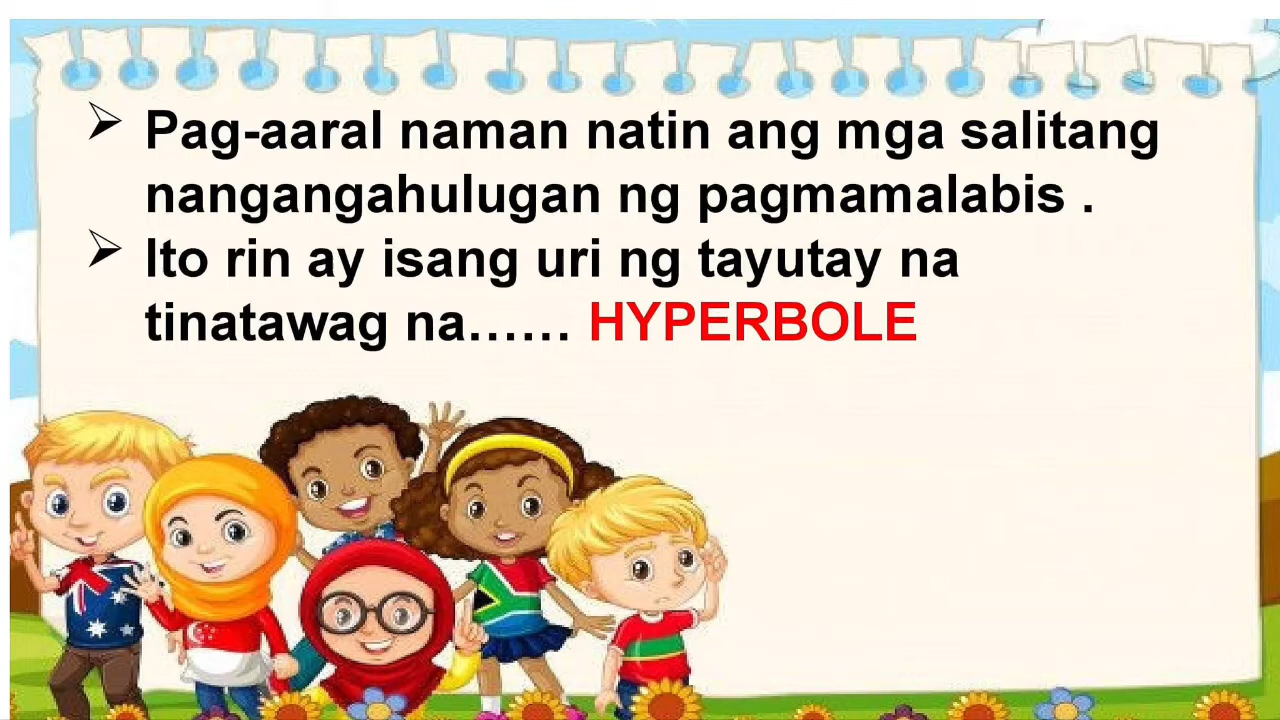 ➢ Pag-aaral naman natin ang mga salitang
nangangahulugan ng pagmamalabis .
➢ Ito rin ay isang uri ng tayutay na
tinatawag na…… HYPERBOLE